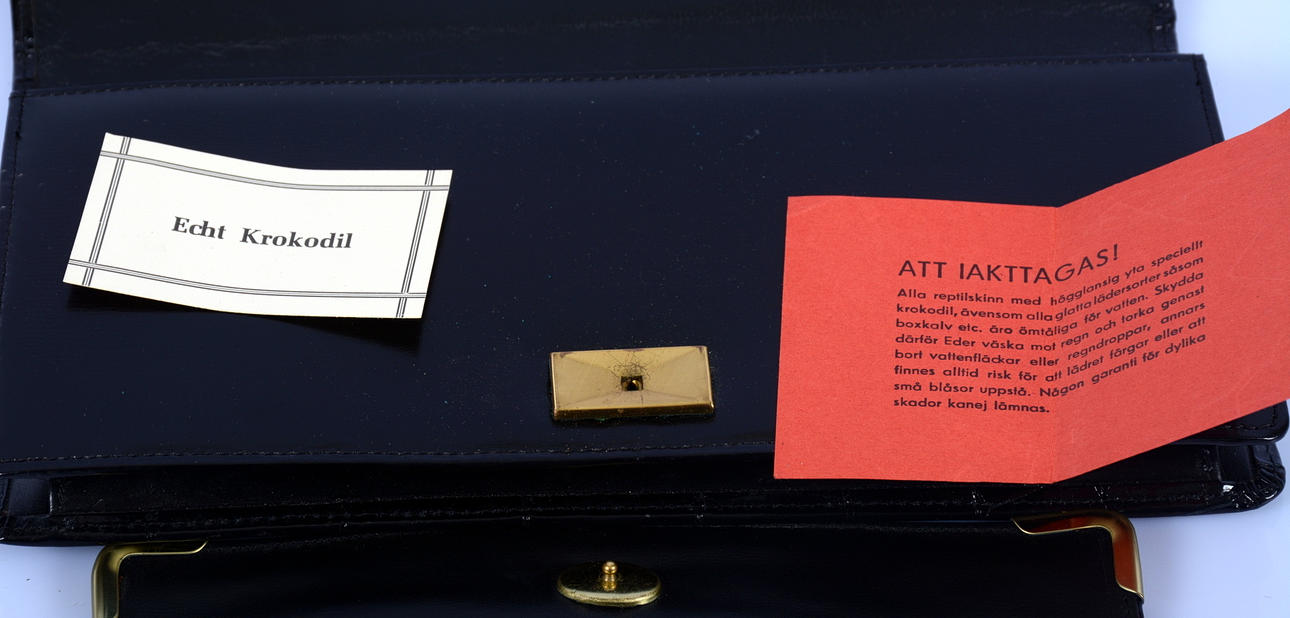 Echt Krokodil
ATT IAKTTAGAS!
Alla reptilskinn med högglansig yta speciellt
krokodil, ävensom alla glatta lädersorter såsom
boxkalv etc. äro ömtåliga för vatten. Skydda
därför Eder väska mot regn och torka genast
bort vattenfläckar eller regndroppar, annars
finnes alltid risk för att lädret färgar eller att
små blåsor uppstå. Någon garanti för dylika
skador kanej lämnas.